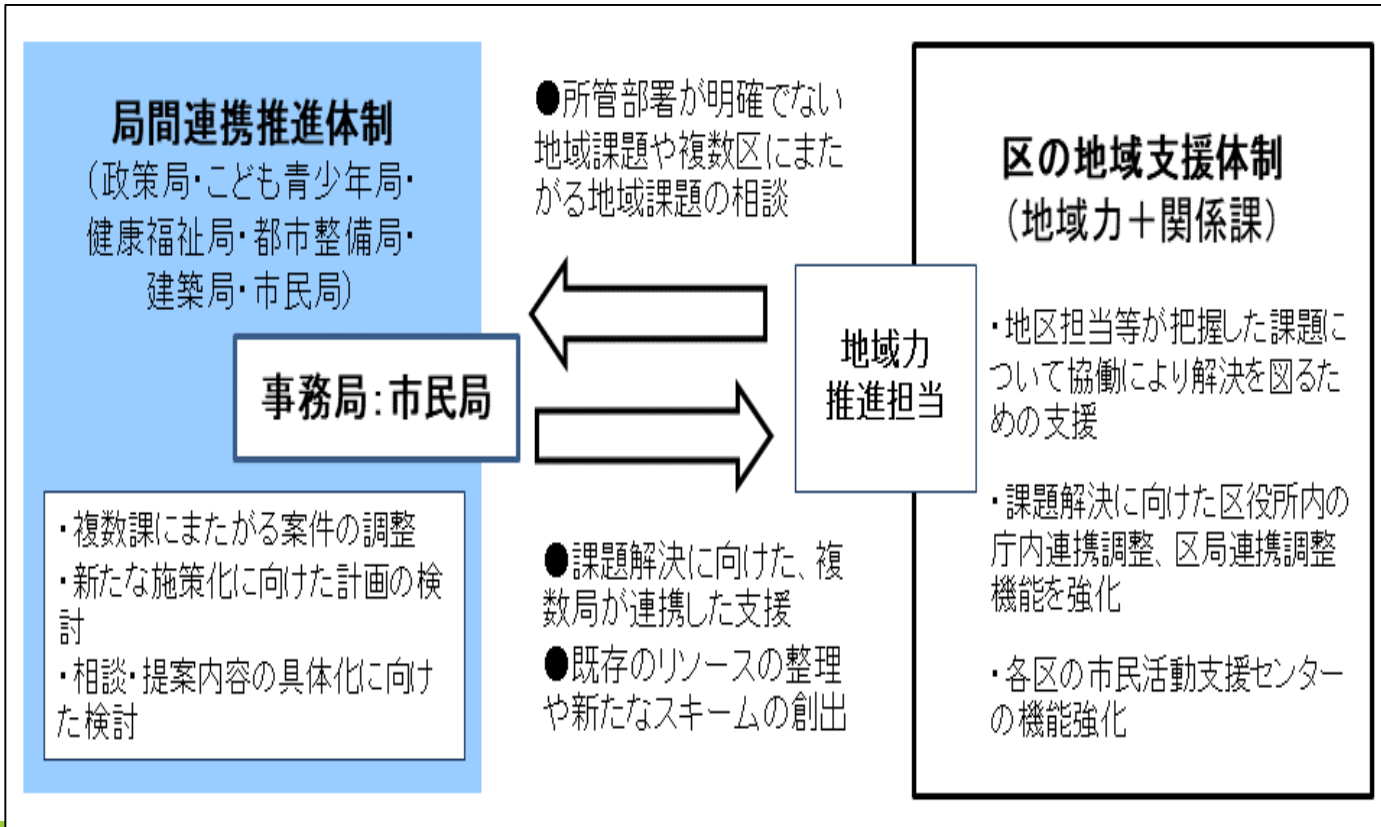 局間連携推進体制
（政策局・こども青少年局・
健康福祉局・都市整備局・
建築局・市民局）
事務局：市民局
・複数課にまたがる案件の調整
・新たな施策化に向けた計画の検
討
・相談・提案内容の具体化に向け
た検討
●所管部署が明確でない
地域課題や複数区にまた
がる地域課題の相談
●課題解決に向けた、複
数局が連携した支援
●既存のリソースの整理
や新たなスキームの創出
地域力
推進担当
区の地域支援体制
（地域力＋関係課）
・地区担当等が把握した課題に
ついて協働により解決を図るた
めの支援
・課題解決に向けた区役所内の
庁内連携調整、区局連携調整
機能を強化
・各区の市民活動支援センター
の機能強化